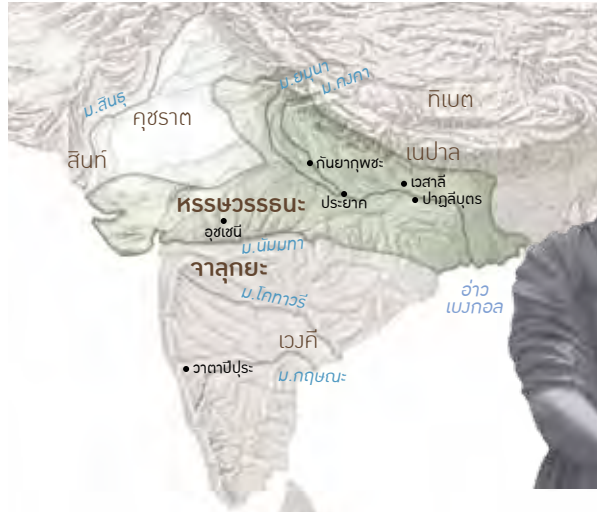 ม.ยมุนา
ม.คงคา
ม.สินธุ
ทิเบต
คุชราต
สินท์
เนปาล
กันยากุพชะ
เวสาลี
ประยาค
ปาฏลีบุตร
หรรษวรรธนะ
อุชเชนี
ม.นัมมทา
จาลุกยะ
ม.โคทาวรี
อ่าว
เบงกอล
เวงคี
วาตาปีปุระ
ม.กฤษณะ